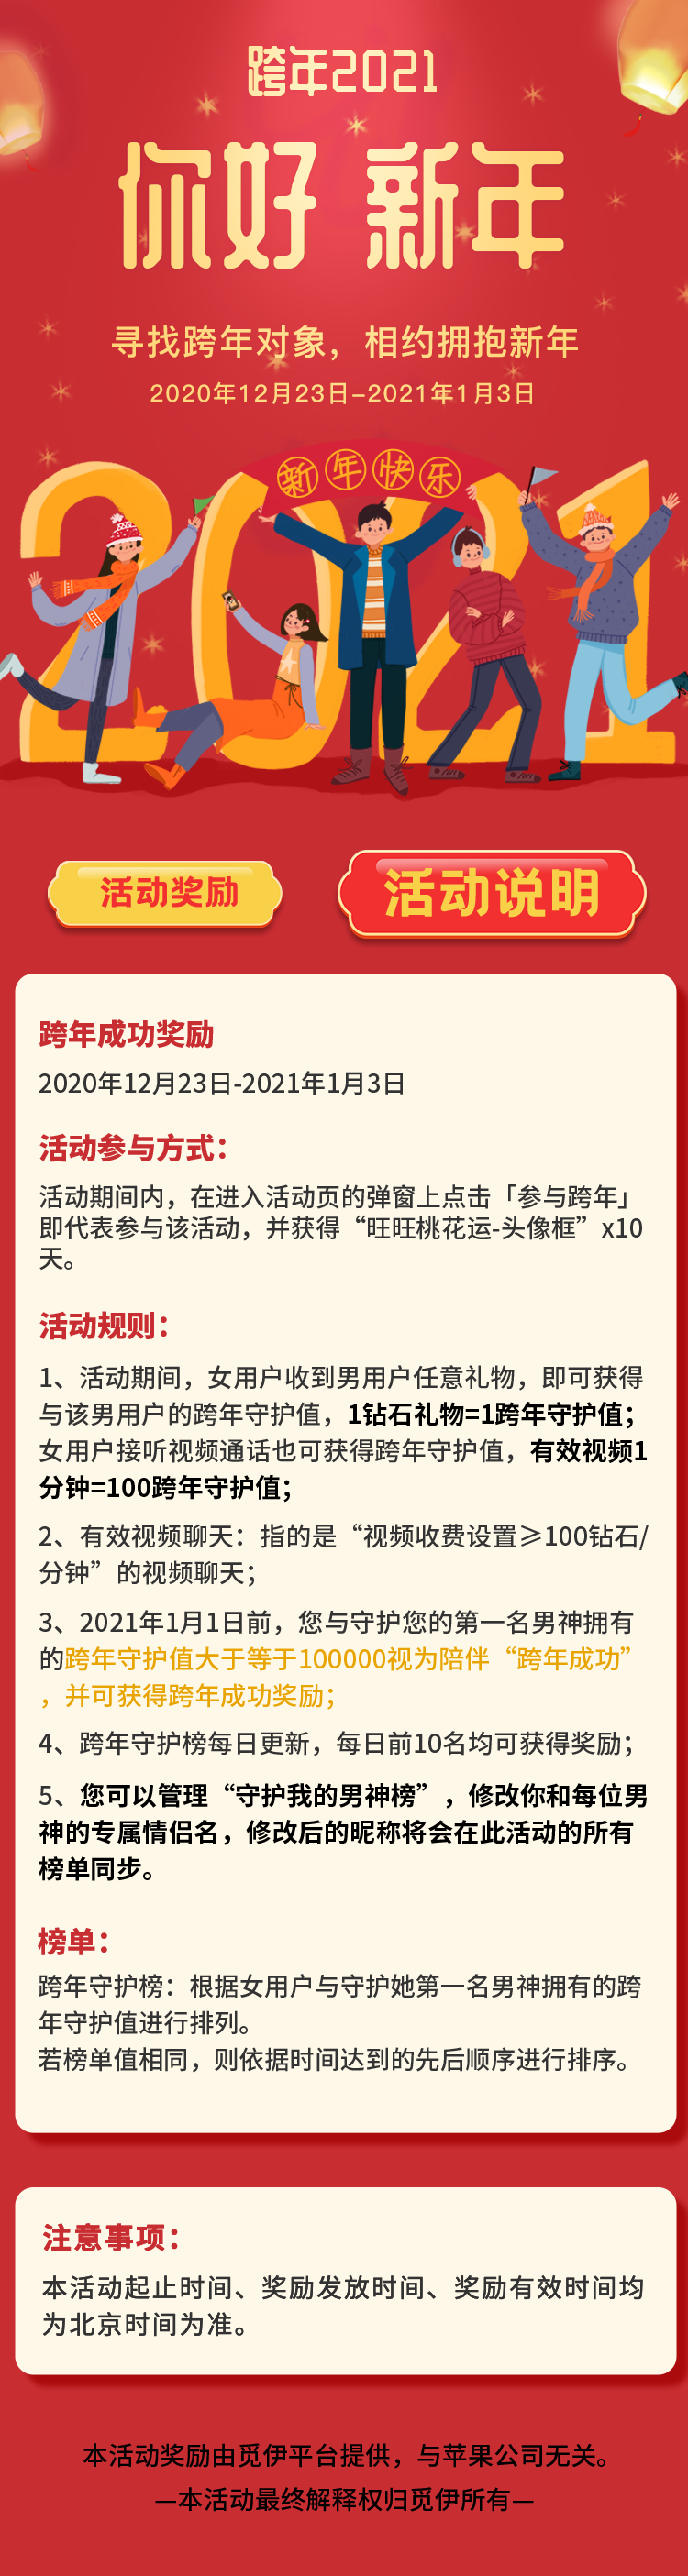 跨年2021
你好 新年
寻找跨年对象，相约拥抱新年
2020年12月23日-2021年1月3日
新年快乐
2021
活动奖励
活动说明
跨年成功奖励
2020年12月23日-2021年1月3日
活动参与方式：
活动期间内，在进入活动页的弹窗上点击「参与跨年」
即代表参与该活动，并获得“旺旺桃花运-头像框”x10
天。
活动规则：
1、活动期间，女用户收到男用户任意礼物，即可获得
与该男用户的跨年守护值，1钻石礼物=1跨年守护值；
女用户接听视频通话也可获得跨年守护值，有效视频1
分钟=100跨年守护值；
2、有效视频聊天：指的是“视频收费设置≥100钻石/
分钟”的视频聊天；
3、2021年1月1日前，您与守护您的第一名男神拥有
的跨年守护值大于等于100000视为陪伴“跨年成功”
，并可获得跨年成功奖励；
4、跨年守护榜每日更新，每日前10名均可获得奖励；
5、您可以管理“守护我的男神榜”，修改你和每位男
神的专属情侣名，修改后的昵称将会在此活动的所有
榜单同步。
榜单：
跨年守护榜：根据女用户与守护她第一名男神拥有的跨
年守护值进行排列。
若榜单值相同，则依据时间达到的先后顺序进行排序。
注意事项：
本活动起止时间、奖励发放时间、奖励有效时间均
为北京时间为准。
本活动奖励由觅伊平台提供，与苹果公司无关。
—本活动最终解释权归觅伊所有—